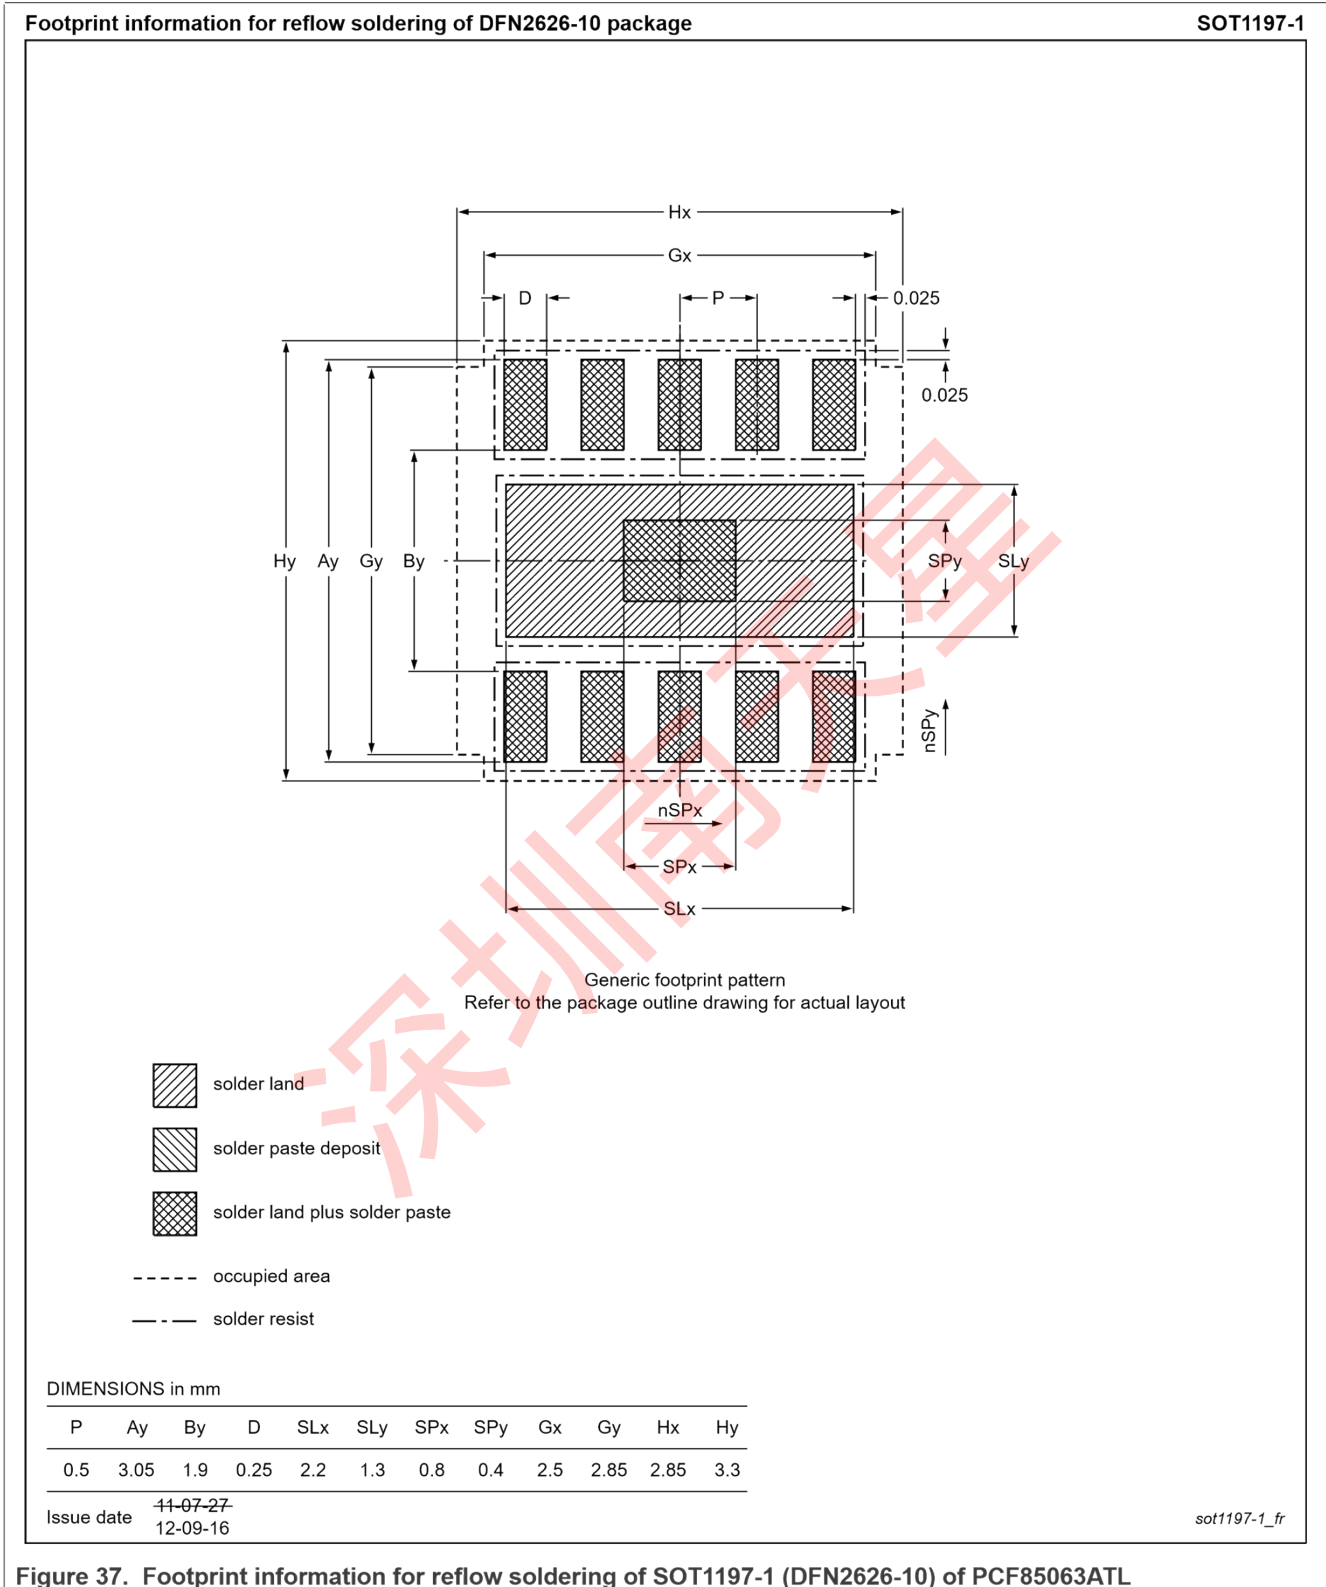 Footprint information for reflow soldering of DFN2626-10 package SOT1197-1
Hx
Gx
D P 0.025
0.025
Hy Ay Gy By SPy SLy
nSPy
nSPx
SPx
SLx
Generic footprint pattern
Refer to the package outline drawing for actual layout
solder land
solder paste deposit
solder land plus solder paste
occupied area
solder resist
DIMENSIONS in mm
P Ay By D SLx SLy SPx SPy Gx Gy Hx Hy
0.5 3.05 1.9 0.25 2.2 1.3 0.8 0.4 2.5 2.85 2.85 3.3
Issue date 11-07-27
12-09-16
sot1197-1_fr
Figure 37. Footprint information for reflow soldering of SOT1197-1 (DFN2626-10) of PCF85063ATL
深圳南天星